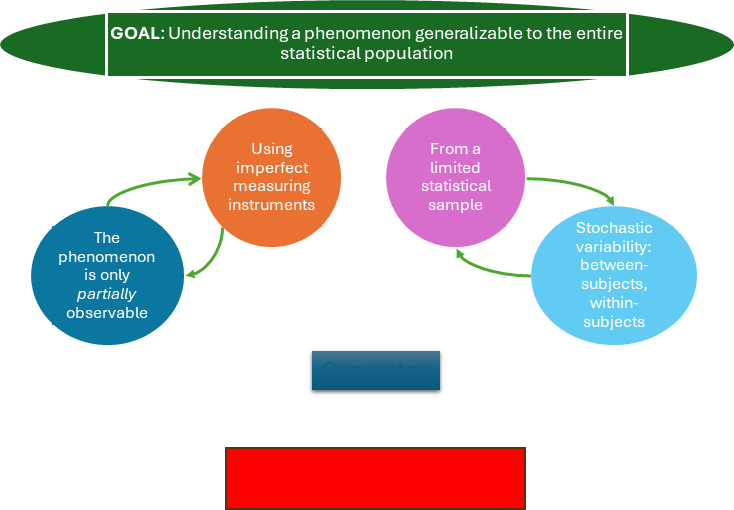 GOAL: Understanding a phenomenon generalizable to the entire
statistical population
Using
imperfect
measuring
instruments
From a
limited
statistical
sample
The
phenomenon
is only
partially
observable
Stochastic
variability:
between-
subjects,
within-
subjects